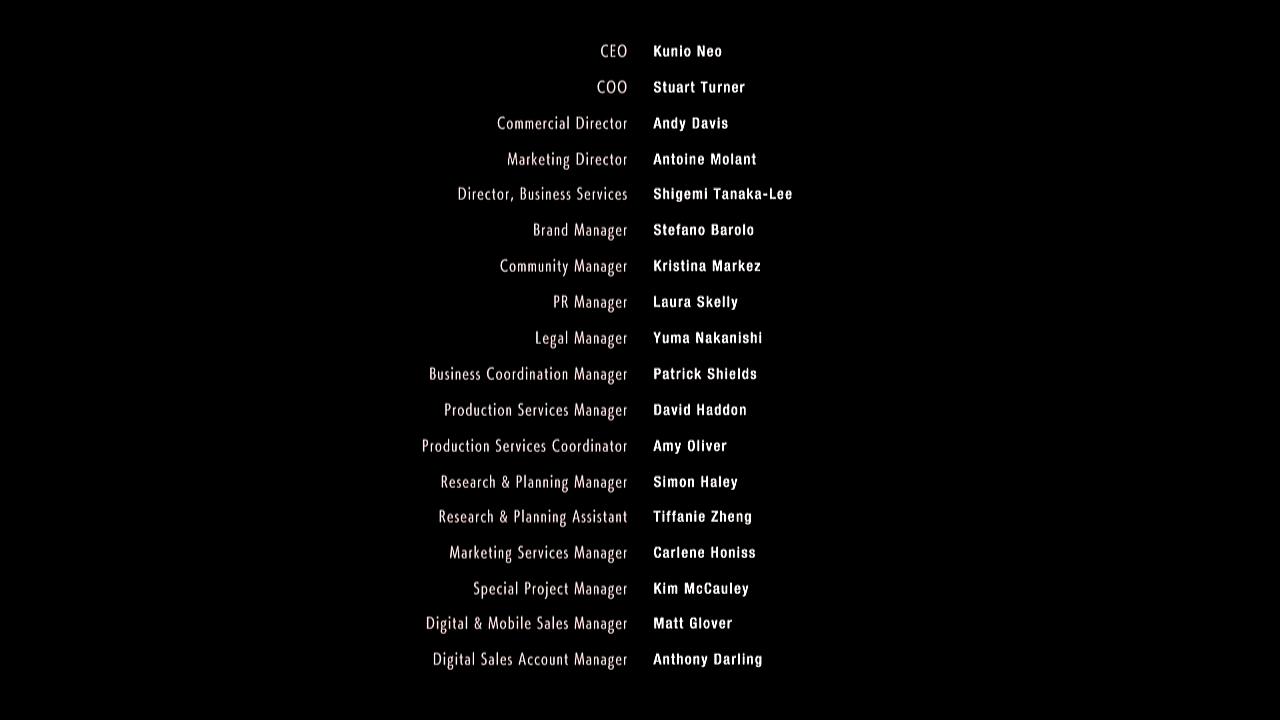 CEO Kunio Neo
COO Stuart Turner
Commercial Director Andy Davis
Marketing Director Antoine Molant
Director, Business Services Shigemi Tanaka-Lee
Brand Manager Stefano Barolo
Community Manager Kristina Markez
PR Manager Laura Skelly
Legal Manager Yuma Nakanishi
Business Coordination Manager Patrick Shields
Production Services Manager David Haddon
Production Services Coordinator Amy Oliver
Research & Planning Manager Simon Haley
Research & Planning Assistant Tiffanie Zheng
Marketing Services Manager Carlene Honiss
Special Project Manager Kim McCauley
Digital & Mobile Sales Manager Matt Glover
Digital Sales Account Manager Anthony Darling